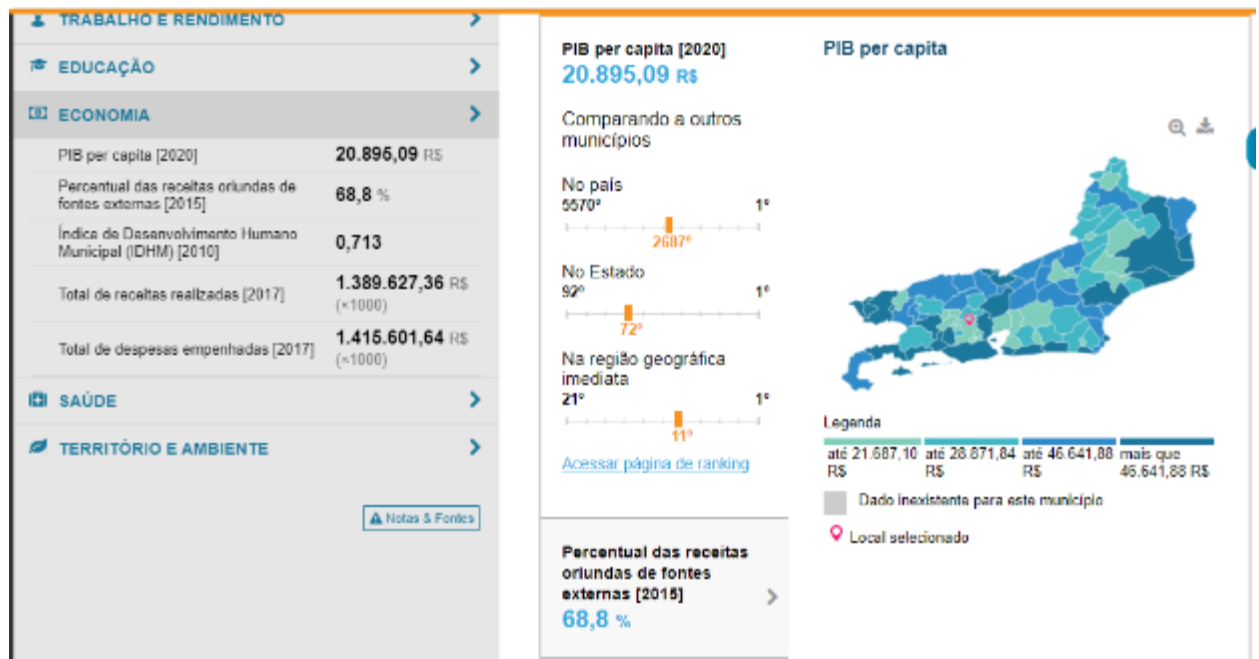 TRABALHO E RENDIMENTO
EDUCAÇÃO
ECONOMIA
PIB per capita [2020] 20.895,09 R$
Percentual das receitas oriundas de
fontes externas [2015] 68,8 %
Índice de Desenvolvimento Humano
Municipal (IDHM) [2010] 0,713
Total de receitas realizadas [2017] 1.389.627,36 R$
(×1000)
Total de despesas empenhadas [2017] 1.415.601,64 R$
(×1000)
SAÚDE
TERRITÓRIO E AMBIENTE
Notas & Fontes
PIB per capita [2020]
20.895,09 R$
Comparando a outros
municípios
No país
5570º 1º
2687º
No Estado
92º 1º
72º
Na região geográfica
imediata
21º 1º
11º
Acessar página de ranking
Percentual das receitas
oriundas de fontes
externas [2015]
68,8 %
PIB per capita
Legenda
até 21.687,10 até 28.871,84 até 46.641,88 mais que
R$ R$ R$ 46.641,88 R$
Dado inexistente para este município
Local selecionado